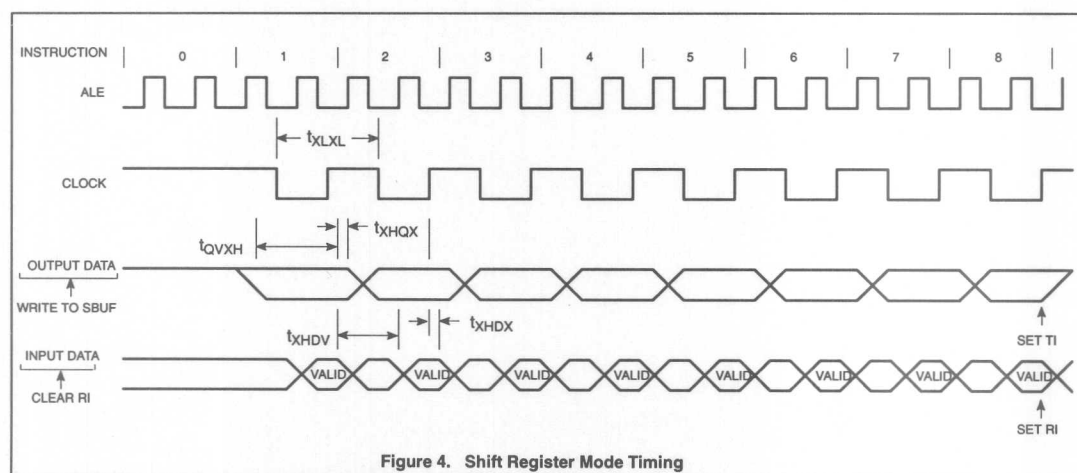 INSTRUCTION 0 1 2 3 4 5 6 7 8
ALE
tXLXL
CLOCK
tXHQX
tQVXH
OUTPUT DATA
WRITE TO SBUF
tXHDV
tXHDX
SET TI
INPUT DATA
VALID VALID VALID VALID VALID VALID VALID VALID
CLEAR RI
SET RI
Figure 4. Shift Register Mode Timing